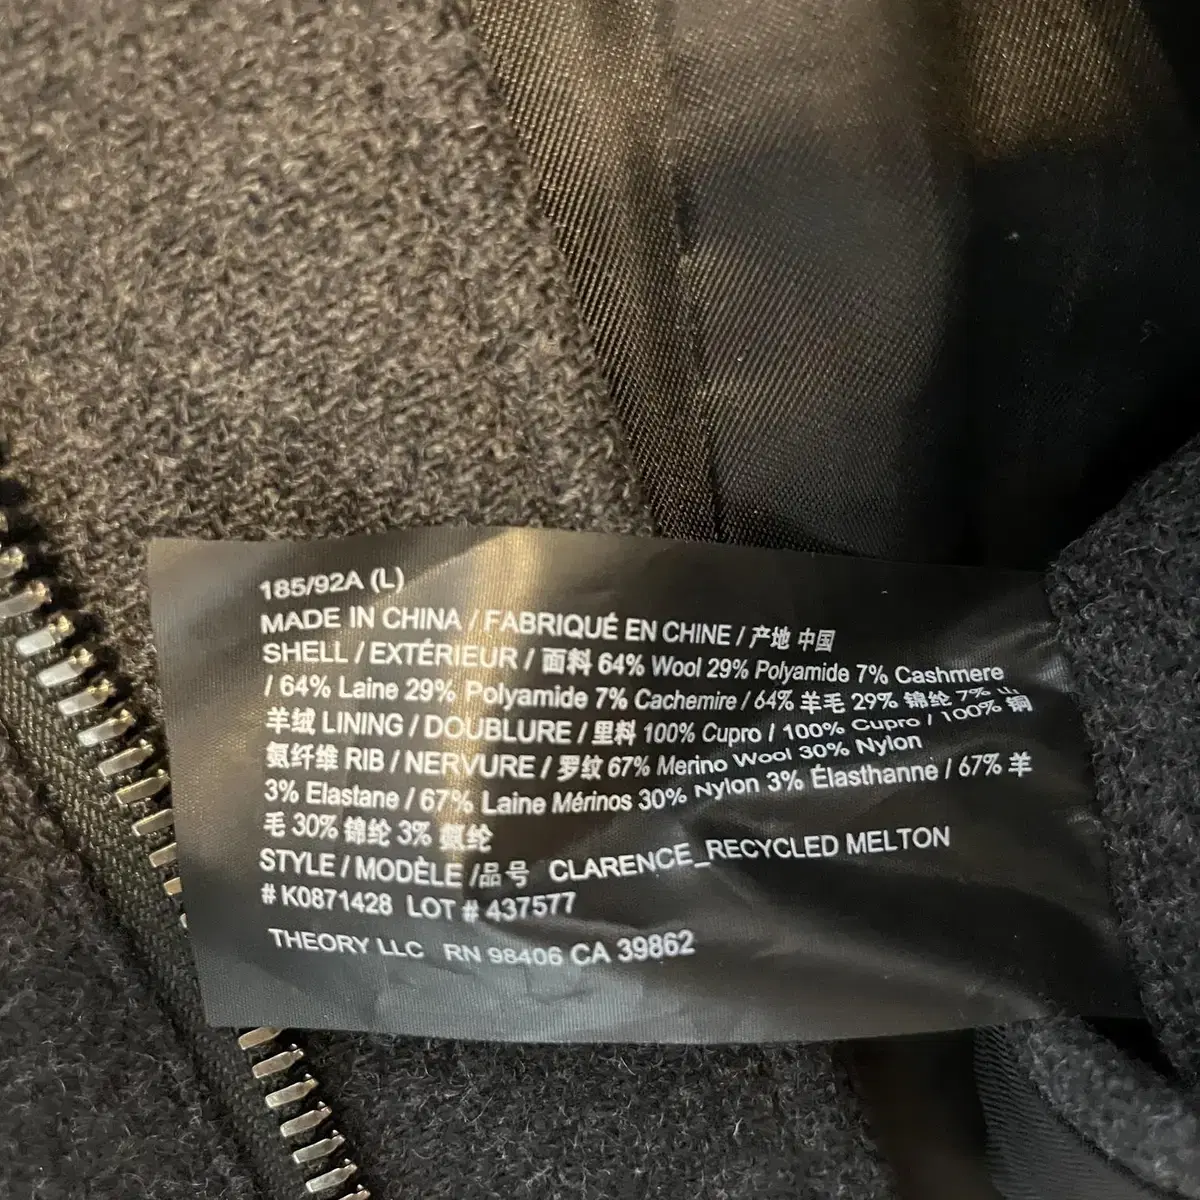 185/92A (L)
MADE IN CHINA / FABRIQUÉ EN CHINE / 产地 中国
SHELL / EXTÉRIEUR / 面料 64% Wool 29% Polyamide 7% Cashmere
/ 64% Laine 29% Polyamide 7% Cachemire / 64% 羊毛 29% 锦纶 7% 山
羊绒 LINING / DOUBLURE / 里料 100% Cupro / 100% Cupro / 100% 铜
氨纤维 RIB / NERVURE / 罗纹 67% Merino Wool 30% Nylon
3% Elastane / 67% Laine Mérinos 30% Nylon 3% Élasthanne / 67% 羊
毛 30% 锦纶 3% 氨纶
STYLE / MODÈLE /品号 CLARENCE_RECYCLED MELTON
# K0871428 LOT # 437577
THEORY LLC RN 98406 CA 39862